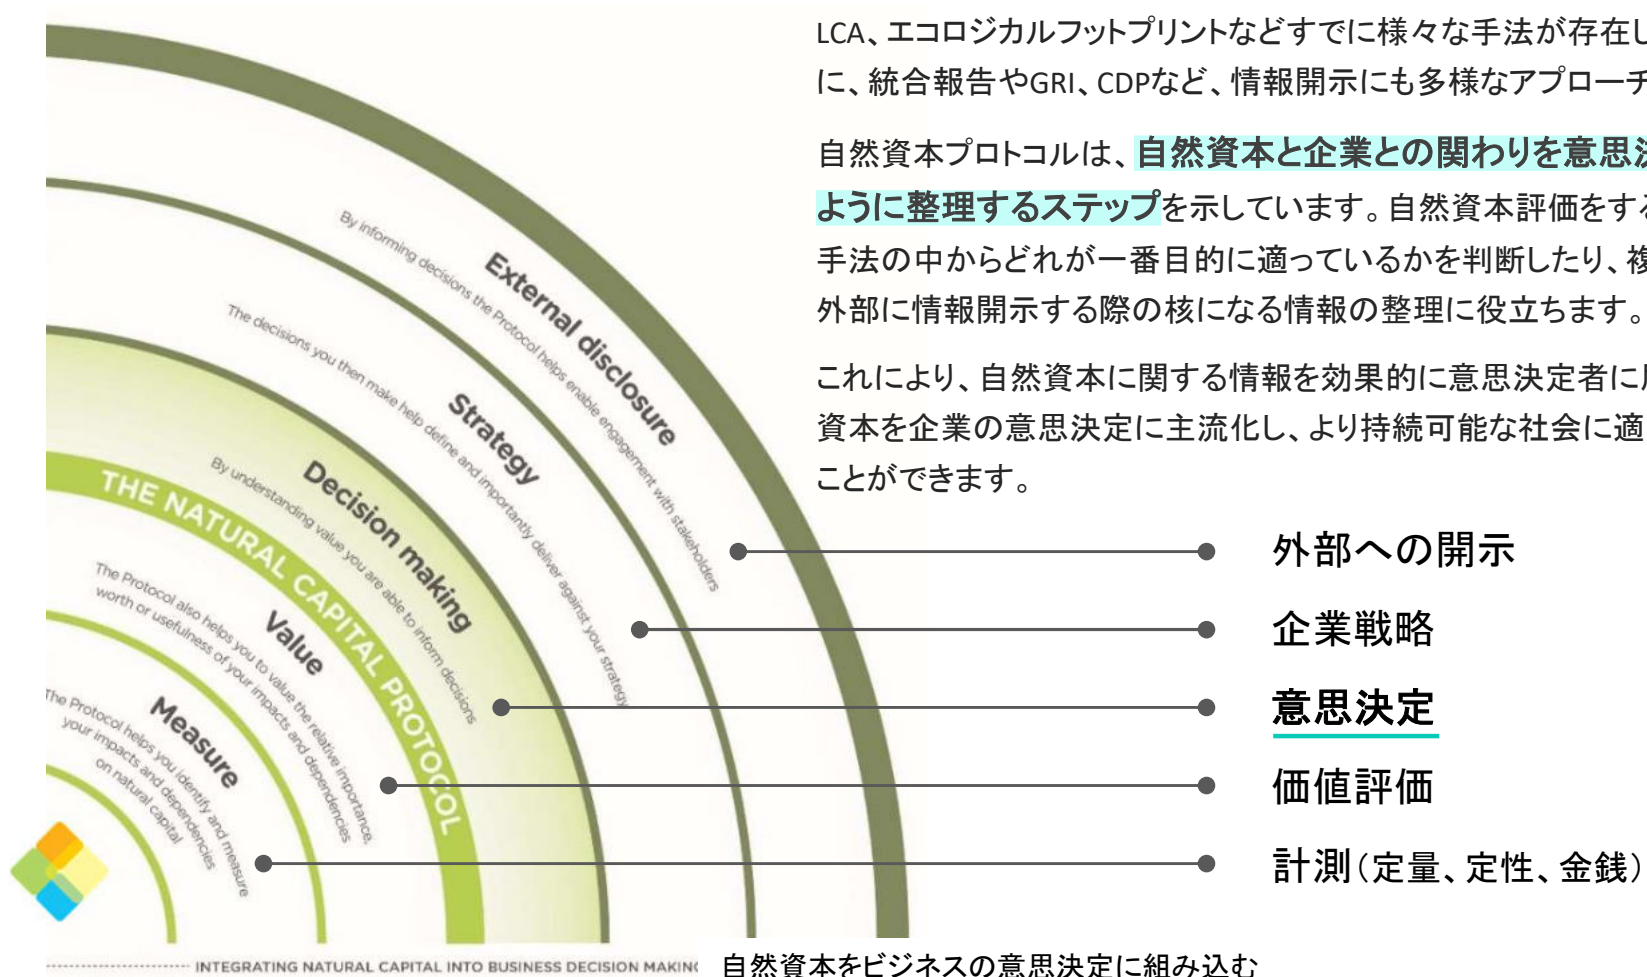 LCA、エコロジカルフットプリントなどすでに様々な手法が存在し
に、統合報告やGRI、CDPなど、情報開示にも多様なアプローチ
自然資本プロトコルは、自然資本と企業との関わりを意思決
ように整理するステップを示しています。自然資本評価をする
手法の中からどれが一番目的に適っているかを判断したり、複
外部に情報開示する際の核になる情報の整理に役立ちます。
これにより、自然資本に関する情報を効果的に意思決定者に
資本を企業の意思決定に主流化し、より持続可能な社会に適
ことができます。
External disclosure
By informing decisions the Protocol helps enable engagement with stakeholders
Strategy
The decisions you then make help define and importantly deliver against your strategy
Decision making
By understanding value you are able to inform decisions
THE NATURAL CAPITAL PROTOCOL
Value
The Protocol also helps you to value the relative importance,
worth or usefulness of your impacts and dependencies
Measure
The Protocol helps you identify and measure
your impacts and dependencies
on natural capital
外部への開示
企業戦略
意思決定
価値評価
計測（定量、定性、金銭）
INTEGRATING NATURAL CAPITAL INTO BUSINESS DECISION MAKING
自然資本をビジネスの意思決定に組み込む